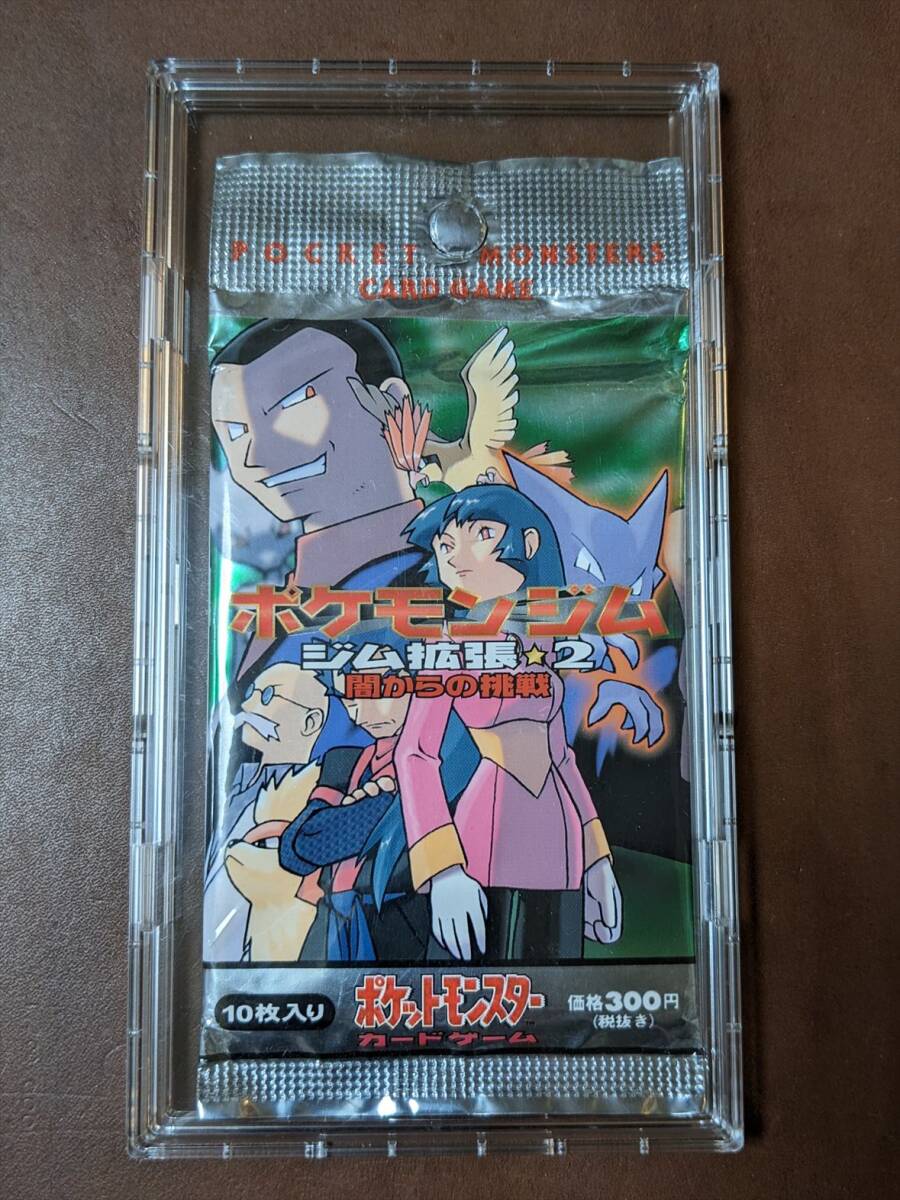 POCKET MONSTERS
CARD GAME
ポケモンジム
ジム拡張★2
闇からの挑戦
10枚入り
ポケットモンスター™
カードゲーム
価格300円
(税抜き)